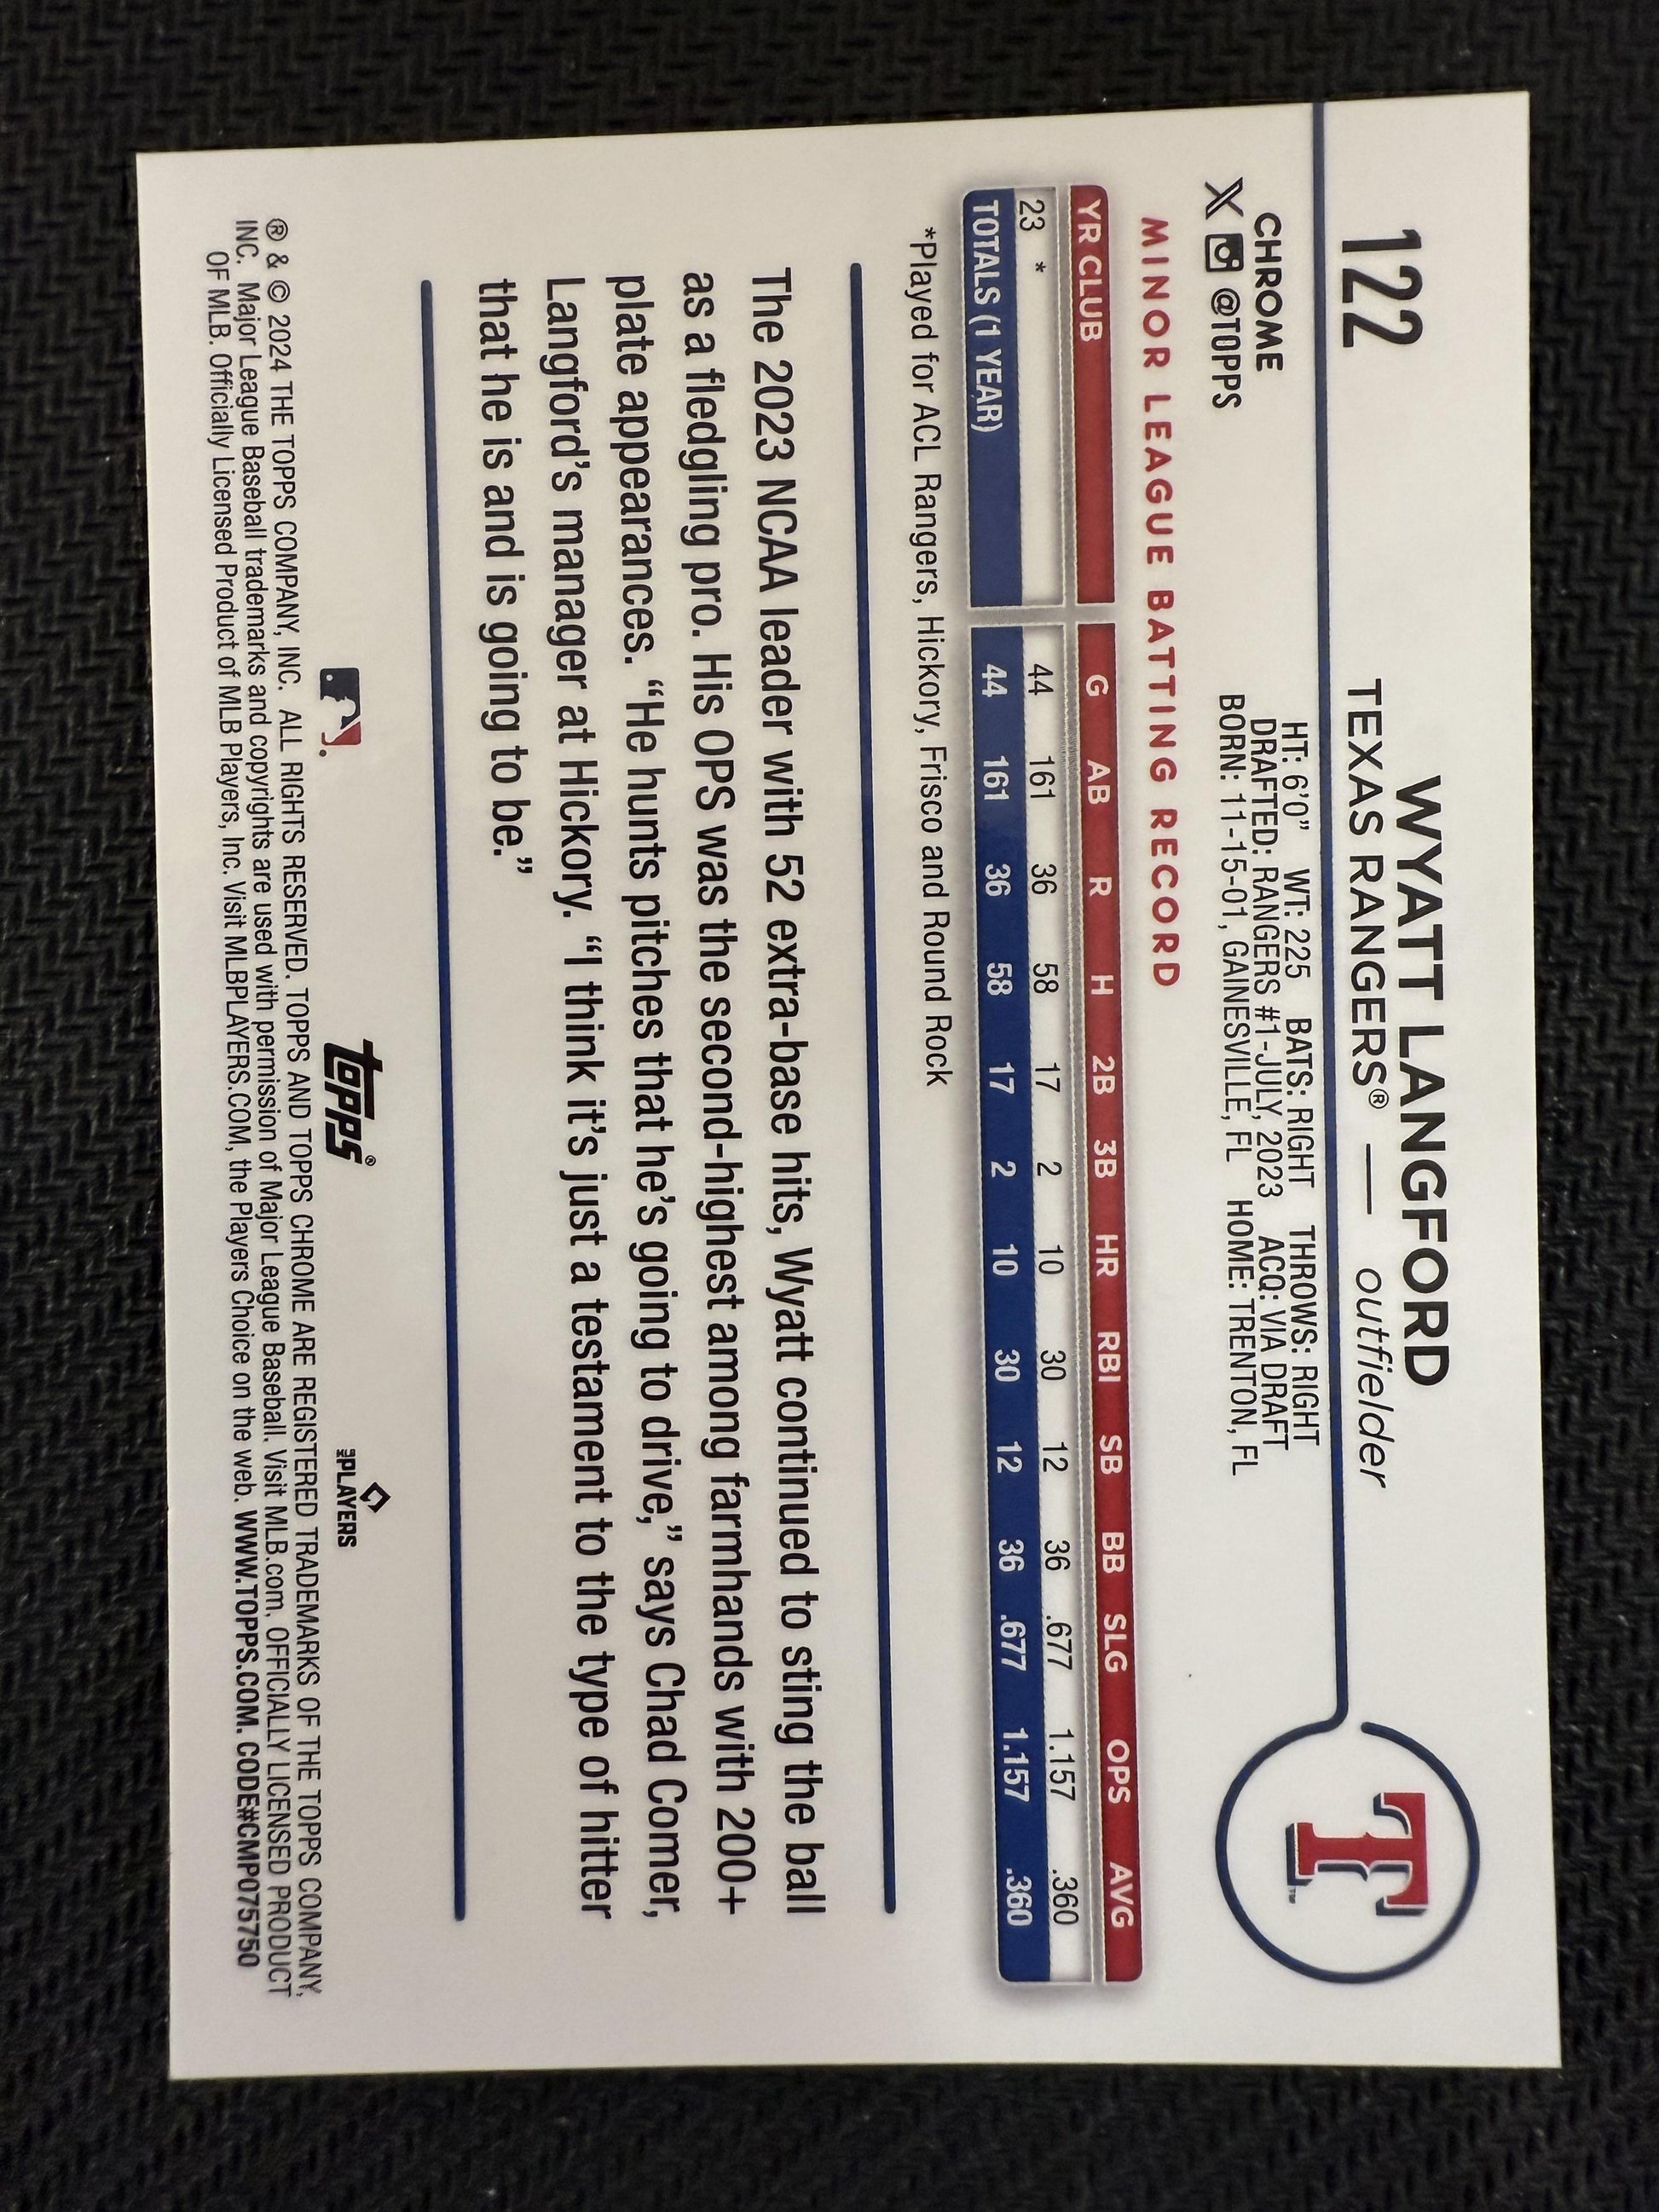 122
WYATT LANGFORD
TEXAS RANGERS® — outfielder
CHROME
X @TOPPS
HT: 6'0" WT: 225 BATS: RIGHT THROWS: RIGHT
DRAFTED: RANGERS #1-JULY, 2023 ACQ: VIA DRAFT
BORN: 11-15-01, GAINESVILLE, FL HOME: TRENTON, FL
T™
MINOR LEAGUE BATTING RECORD
YR CLUB G AB R H 2B 3B HR RBI SB BB SLG OPS AVG
23 * 44 161 36 58 17 2 10 30 12 36 .677 1.157 .360
TOTALS (1 YEAR) 44 161 36 58 17 2 10 30 12 36 .677 1.157 .360
*Played for ACL Rangers, Hickory, Frisco and Round Rock
The 2023 NCAA leader with 52 extra-base hits, Wyatt continued to sting the ball
as a fledgling pro. His OPS was the second-highest among farmhands with 200+
plate appearances. “He hunts pitches that he’s going to drive,” says Chad Comer,
Langford’s manager at Hickory. “I think it’s just a testament to the type of hitter
that he is and is going to be.”
topps®
MLB PLAYERS
® & © 2024 THE TOPPS COMPANY, INC. ALL RIGHTS RESERVED. TOPPS AND TOPPS CHROME ARE REGISTERED TRADEMARKS OF THE TOPPS COMPANY,
INC. Major League Baseball trademarks and copyrights are used with permission of Major League Baseball. Visit MLB.com. OFFICIALLY LICENSED PRODUCT
OF MLB. Officially Licensed Product of MLB Players, Inc. Visit MLBPLAYERS.COM, the Players Choice on the web. WWW.TOPPS.COM. CODE#CMP075750